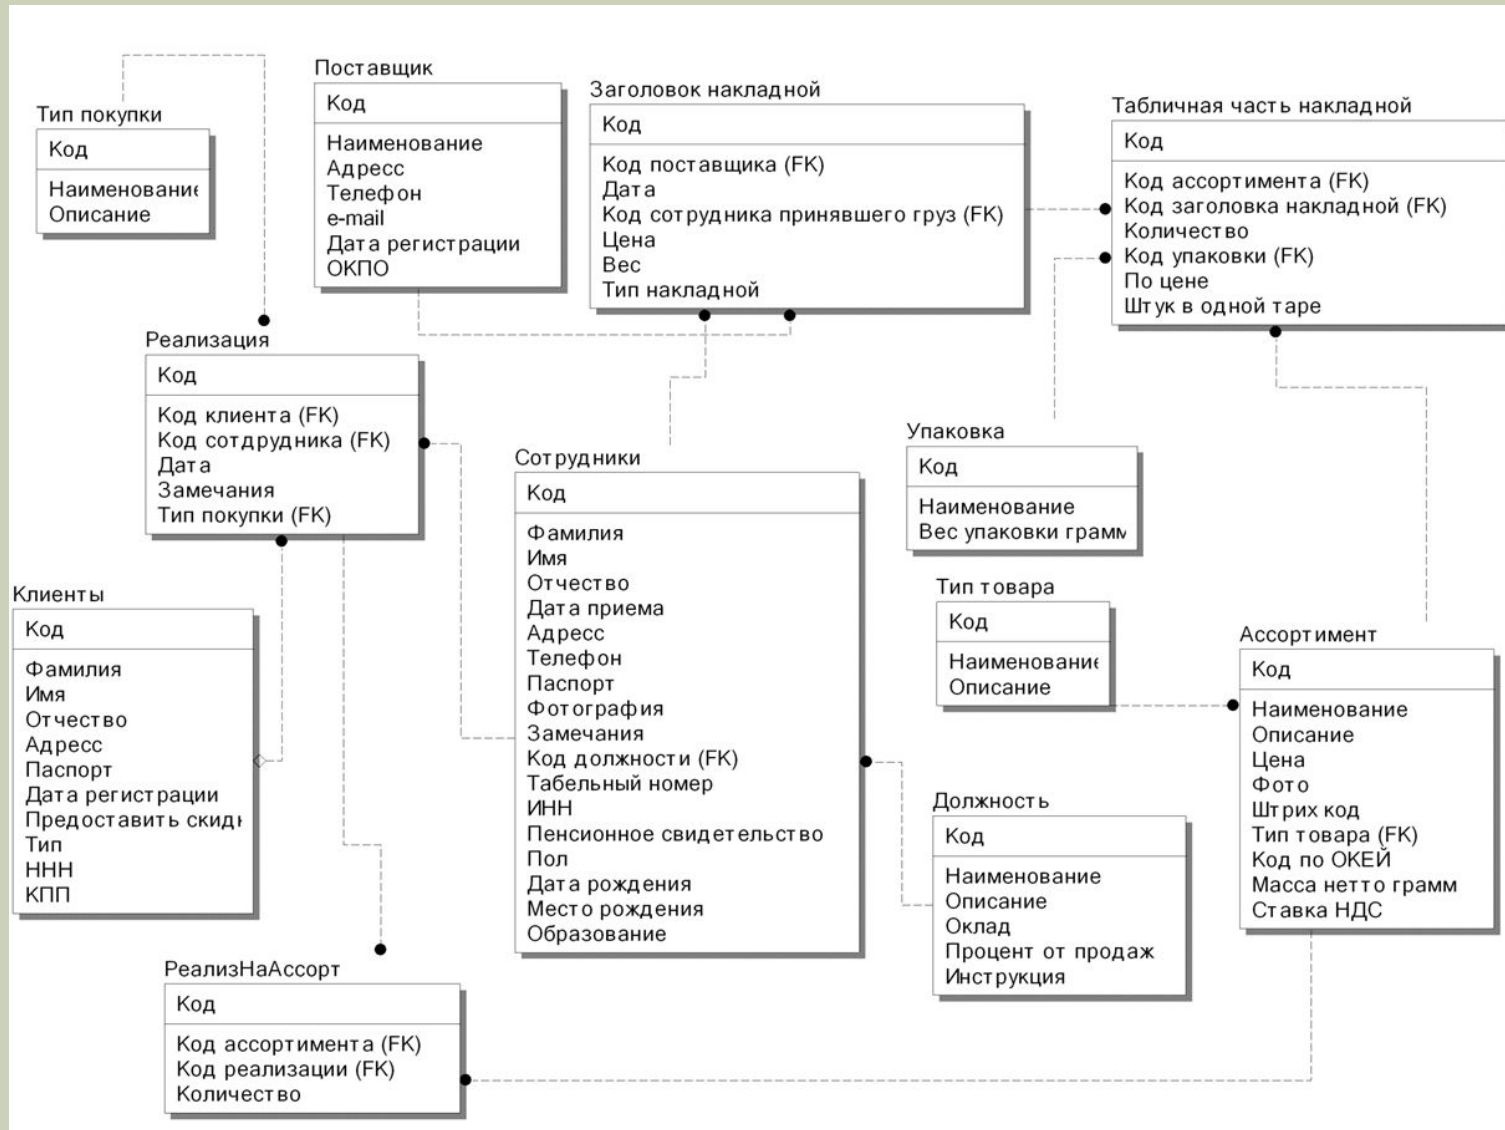 Тип покупки
Код
Наименование
Описание
Поставщик
Код
Наименование
Адресс
Телефон
e-mail
Дата регистрации
ОКПО
Заголовок накладной
Код
Код поставщика (FK)
Дата
Код сотрудника принявшего груз (FK)
Цена
Вес
Тип накладной
Табличная часть накладной
Код
Код ассортимента (FK)
Код заголовка накладной (FK)
Количество
Код упаковки (FK)
По цене
Штук в одной таре
Реализация
Код
Код клиента (FK)
Код сотдрудника (FK)
Дата
Замечания
Тип покупки (FK)
Сотрудники
Код
Фамилия
Имя
Отчество
Дата приема
Адресс
Телефон
Паспорт
Фотография
Замечания
Код должности (FK)
Табельный номер
ИНН
Пенсионное свидетельство
Пол
Дата рождения
Место рождения
Образование
Упаковка
Код
Наименование
Вес упаковки грамм
Тип товара
Код
Наименование
Описание
Ассортимент
Код
Наименование
Описание
Цена
Фото
Штрих код
Тип товара (FK)
Код по ОКЕЙ
Масса нетто грамм
Ставка НДС
Клиенты
Код
Фамилия
Имя
Отчество
Адресс
Паспорт
Дата регистрации
Предоставить
Тип
ННН
КПП
Должность
Код
Наименование
Описание
Оклад
Процент от продаж
Инструкция
РеализНаАссорт
Код
Код ассортимента (FK)
Код реализации (FK)
Количество